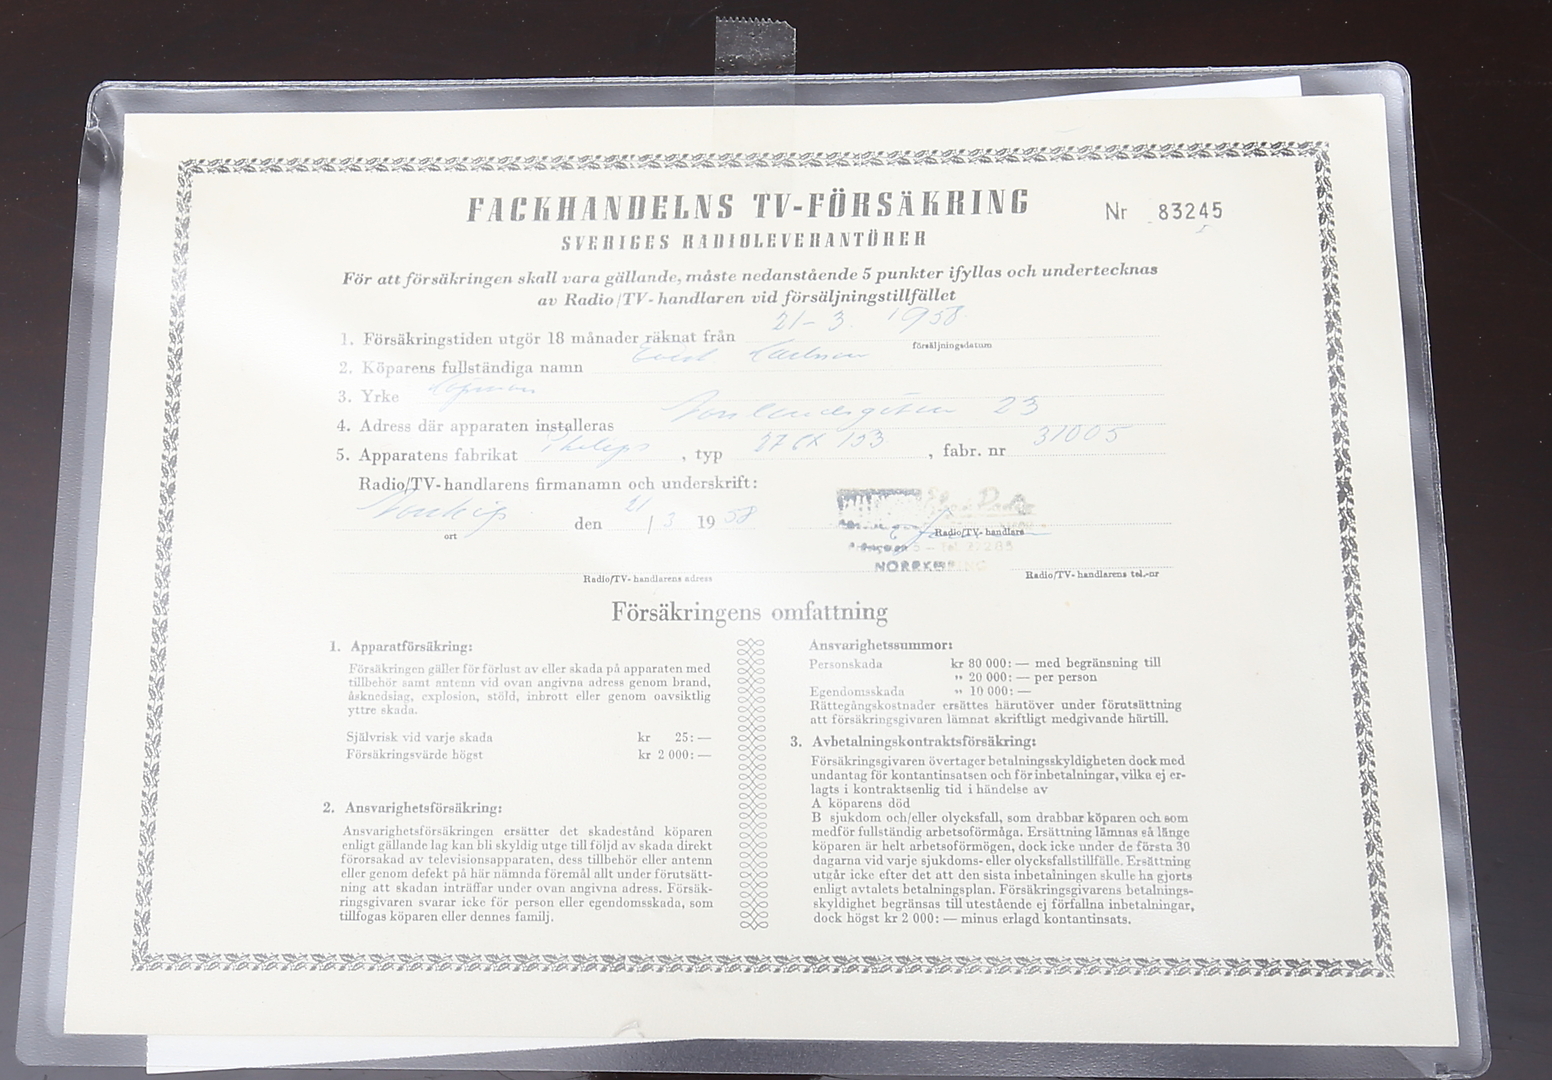 FACKHANDELNS TV-FÖRSÄKRING
Nr 83245
SVERIGES RADIOLEVERANTÖRER
För att försäkringen skall vara gällande, måste nedanstående 5 punkter ifyllas och undertecknas
av Radio/TV-handlaren vid försäljningstillfället
1. Försäkringstiden utgör 18 månader räknat från 21-3. 1958.
försäljningsdatum
2. Köparens fullständiga namn
3. Yrke
4. Adress där apparaten installeras 23
5. Apparatens fabrikat Philips, typ 153, fabr. nr 31005
Radio/TV-handlarens firmanamn och underskrift:
den 21/3 1958
ort
Radio/TV-handlare
NORRKÖPING
Radio/TV-handlarens adress
Radio/TV-handlarens tel.-nr
Försäkringens omfattning
1. Apparatförsäkring:
Försäkringen gäller för förlust av eller skada på apparaten med
tillbehör samt antenn vid ovan angivna adress genom brand,
åsknedslag, explosion, stöld, inbrott eller genom oavsiktlig
yttre skada.
Självrisk vid varje skada kr 25:—
Försäkringsvärde högst kr 2 000:—
2. Ansvarighetsförsäkring:
Ansvarighetsförsäkringen ersätter det skadestånd köparen
enligt gällande lag kan bli skyldig utge till följd av skada direkt
förorsakad av televisionsapparaten, dess tillbehör eller antenn
eller genom defekt på här nämnda föremål allt under förutsätt-
ning att skadan inträffar under ovan angivna adress. Försäk-
ringsgivaren svarar icke för person eller egendomsskada, som
tillfogas köparen eller dennes familj.
Ansvarighetssummor:
Personskada kr 80 000:— med begränsning till
„ 20 000:— per person
Egendomsskada „ 10 000:—
Rättegångskostnader ersättes härutöver under förutsättning
att försäkringsgivaren lämnat skriftligt medgivande härtill.
3. Avbetalningskontraktsförsäkring:
Försäkringsgivaren övertager betalningsskyldigheten dock med
undantag för kontantinsatsen och för inbetalningar, vilka ej er-
lagts i kontraktsenlig tid i händelse av
A köparens död
B sjukdom och/eller olycksfall, som drabbar köparen och som
medför fullständig arbetsoförmåga. Ersättning lämnas så länge
köparen är helt arbetsoförmögen, dock icke under de första 30
dagarna vid varje sjukdoms- eller olycksfallstillfälle. Ersättning
utgår icke efter det att den sista inbetalningen skulle ha gjorts
enligt avtalets betalningsplan. Försäkringsgivarens betalnings-
skyldighet begränsas till utestående ej förfallna inbetalningar,
dock högst kr 2 000:— minus erlagd kontantinsats.